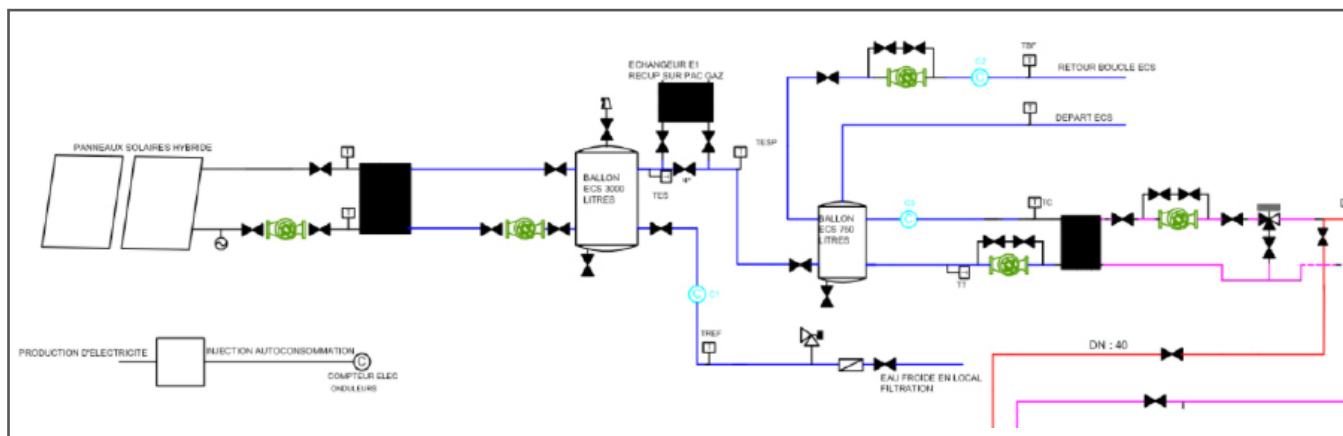 ECHANGEUR E1
RECUP SUR PAC GAZ
C2
TBF
T
RETOUR BOUCLE ECS
T
DEPART ECS
PANNEAUX SOLAIRES HYBRIDE
T
T
BALLON
ECS 3000
LITRES
TES
T
T
TESP
BALLON
ECS 750
LITRES
C3
T
TC
TT
C
C1
TREF
T
EAU FROIDE EN LOCAL
FILTRATION
PRODUCTION D'ELECTRICITE
INJECTION AUTOCONSOMMATION
C
COMPTEUR ELEC
ONDULEURS
DN : 40